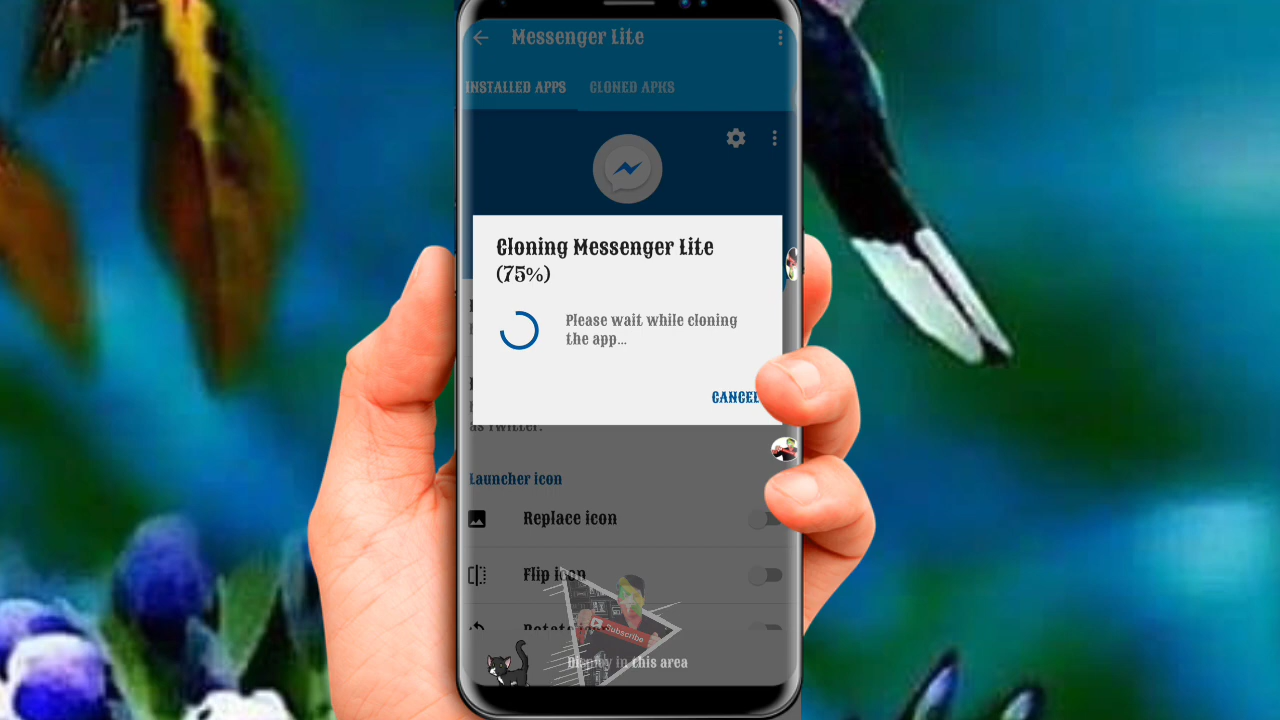 Messenger Lite
INSTALLED APPS CLONED APKS
Cloning Messenger Lite
(75%)
Please wait while cloning
the app...
CANCEL
as Twitter.
Launcher icon
Replace icon
Flip icon
Rotate icon
Subscribe
Display in this area